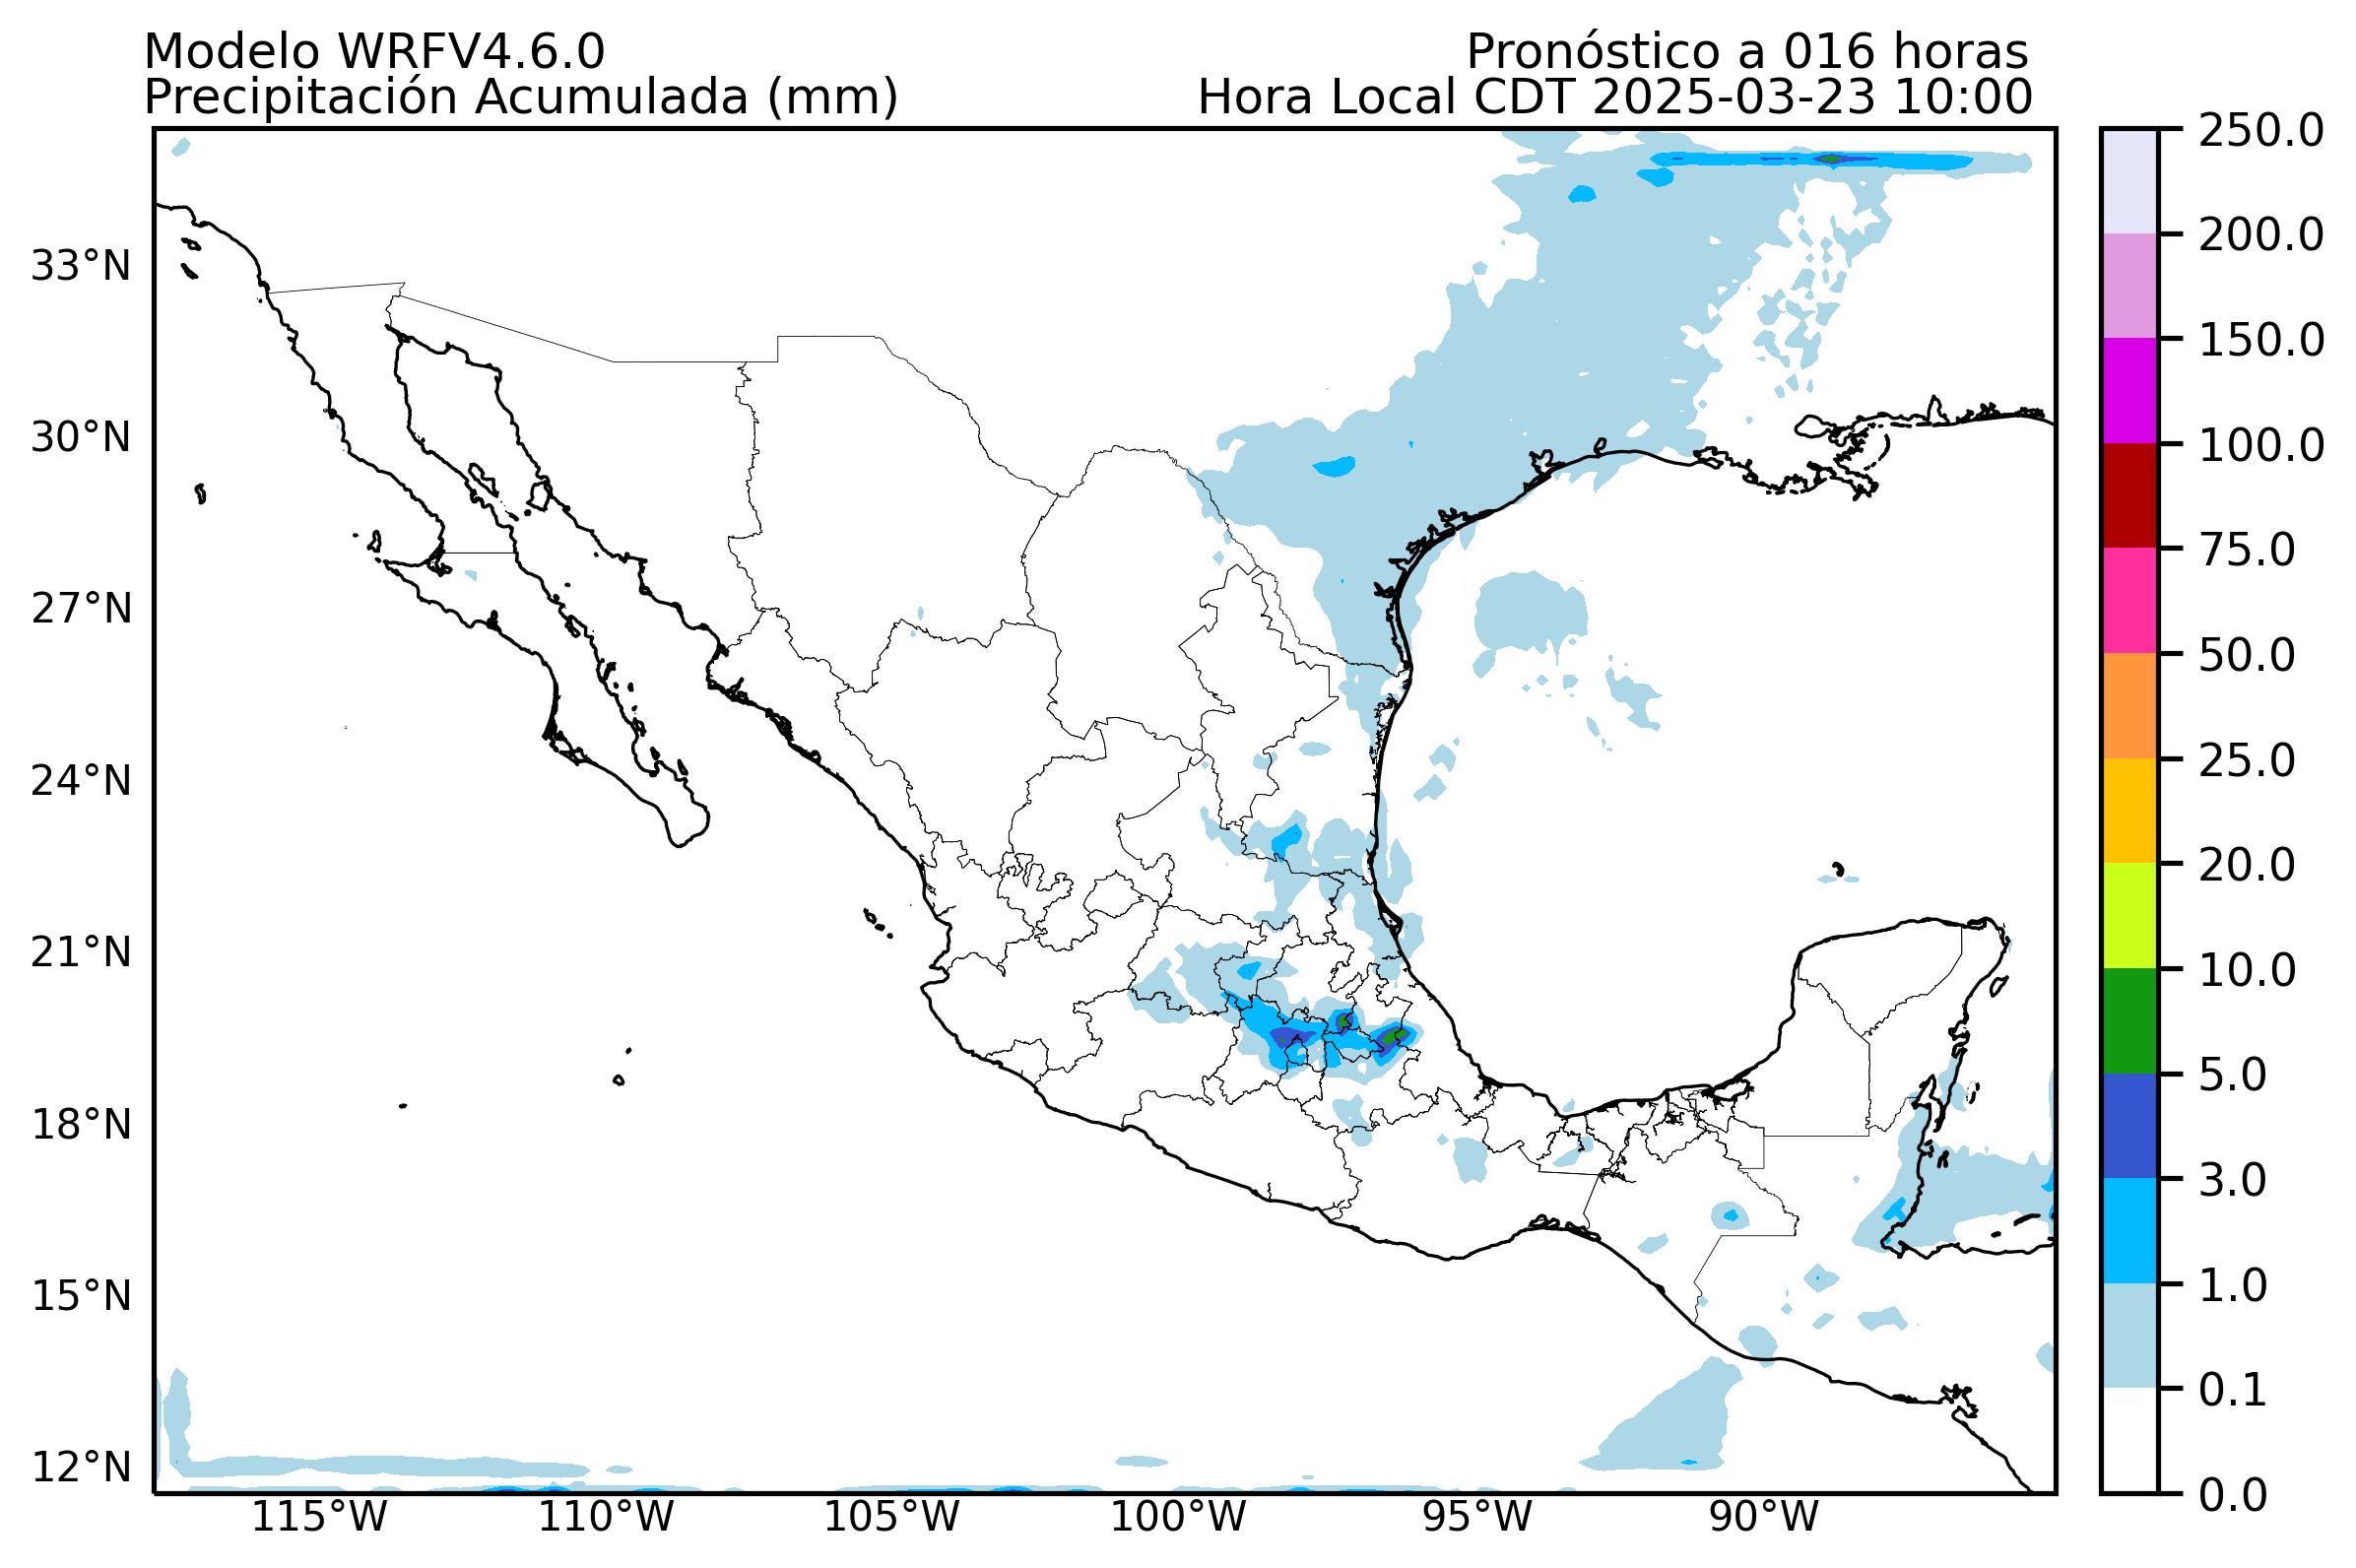 Modelo WRFV4.6.0
Pronóstico a 016 horas
Precipitación Acumulada (mm)
Hora Local CDT 2025-03-23 10:00
33°N
30°N
27°N
24°N
21°N
18°N
15°N
12°N
115°W
110°W
105°W
100°W
95°W
90°W
250.0
200.0
150.0
100.0
75.0
50.0
25.0
20.0
10.0
5.0
3.0
1.0
0.1
0.0